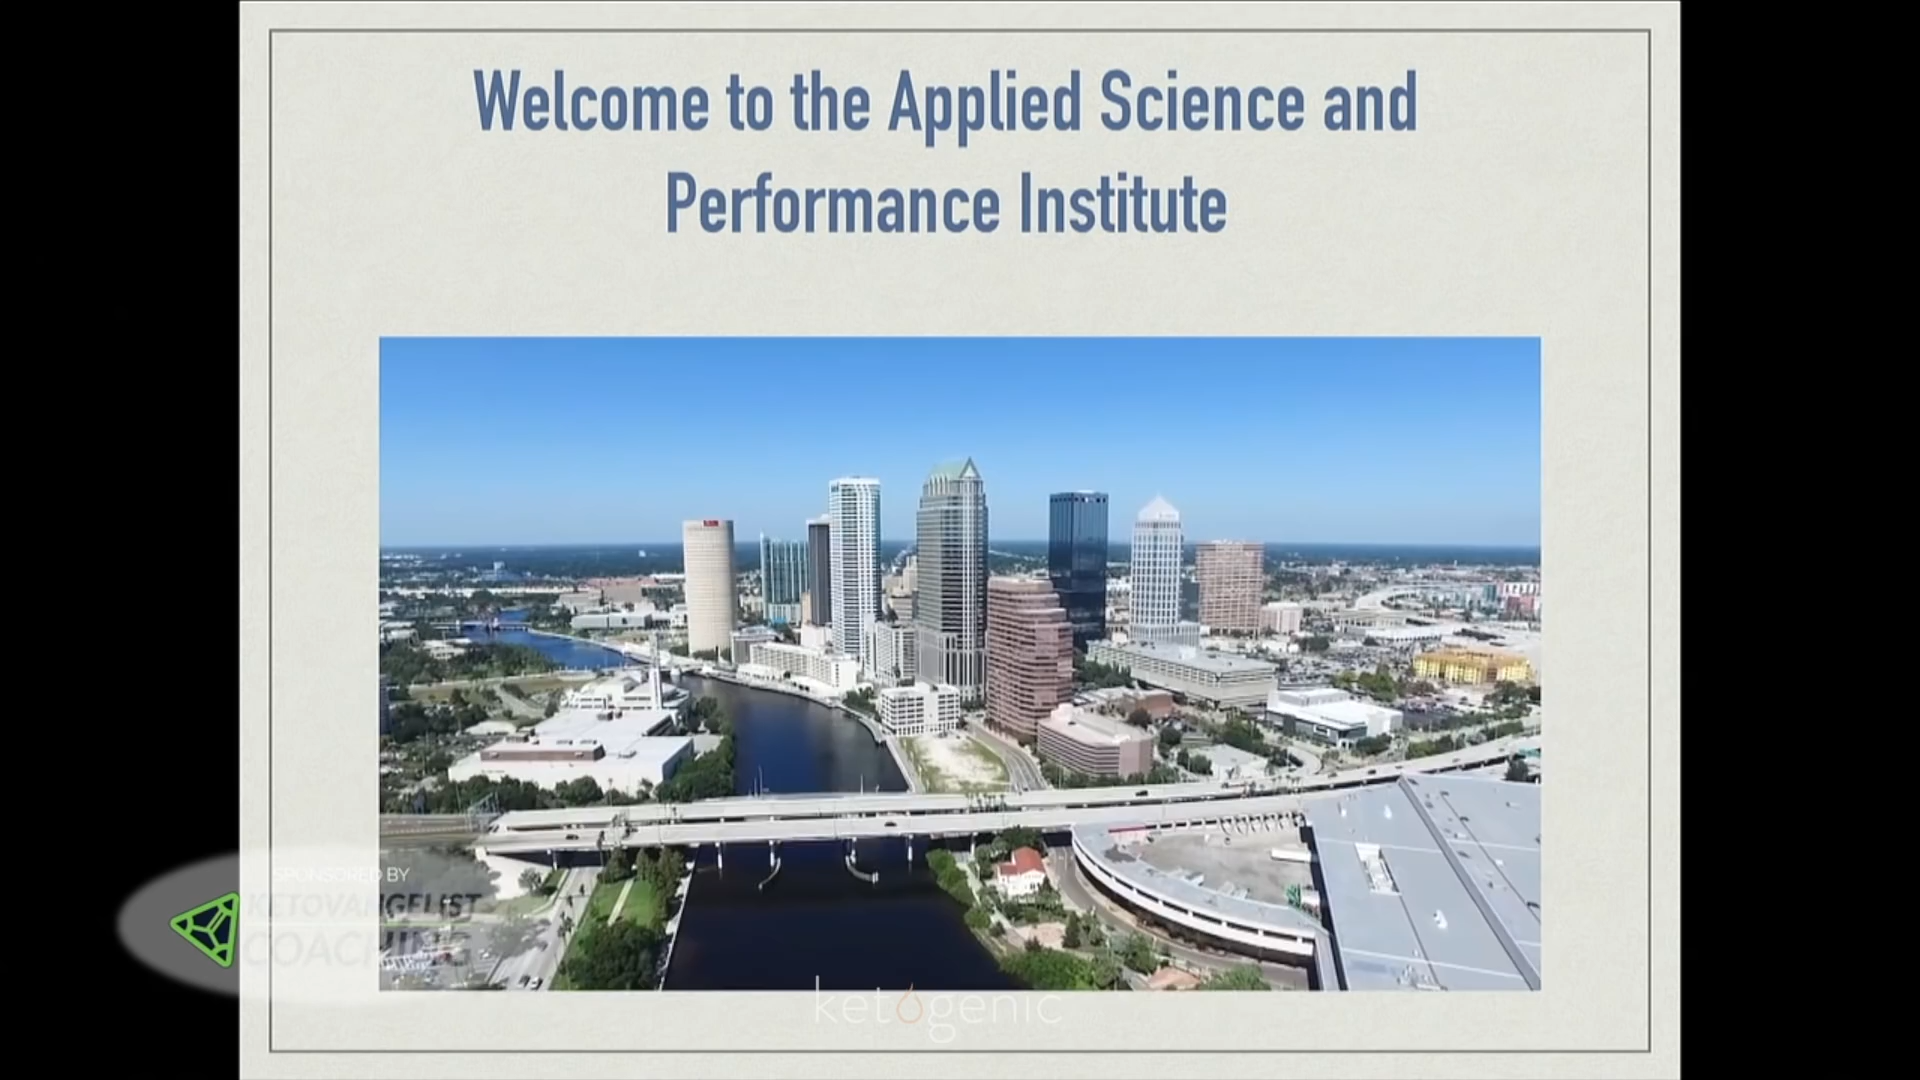 Welcome to the Applied Science and
Performance Institute
SPONSORED BY
KETOVANGELIST
COACHING
ketogenic